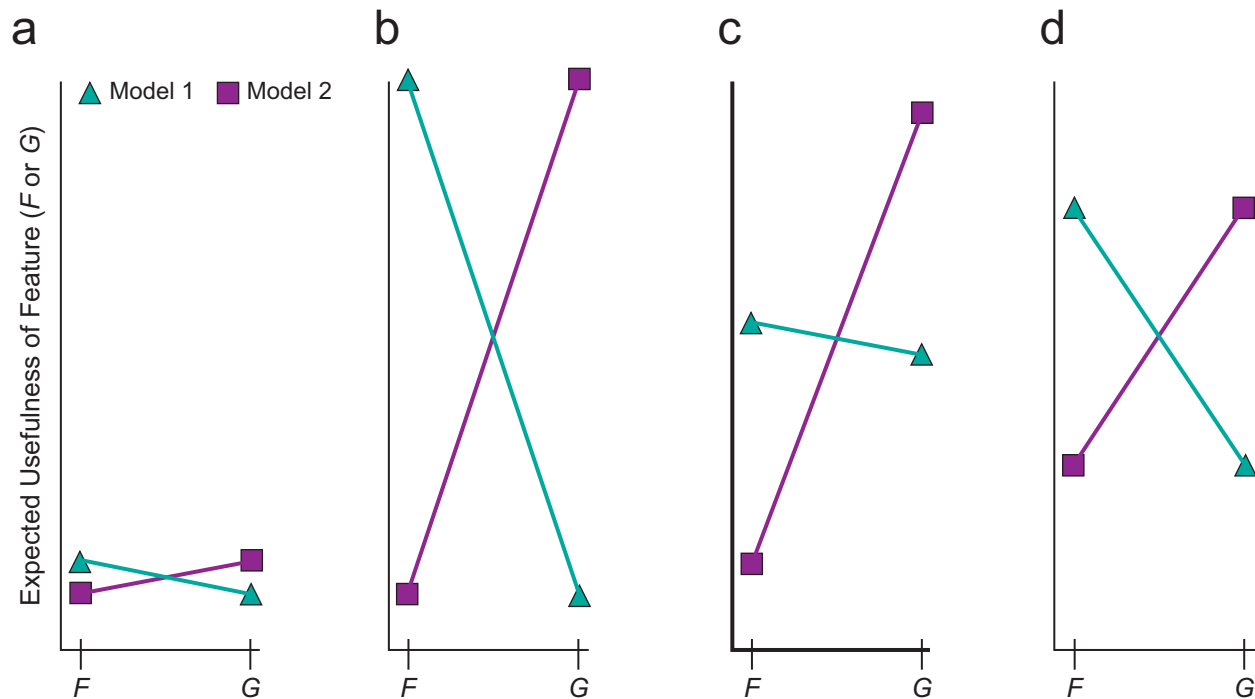 a
b
c
d
Model 1 Model 2
Expected Usefulness of Feature (F or G)
F G
F G
F G
F G